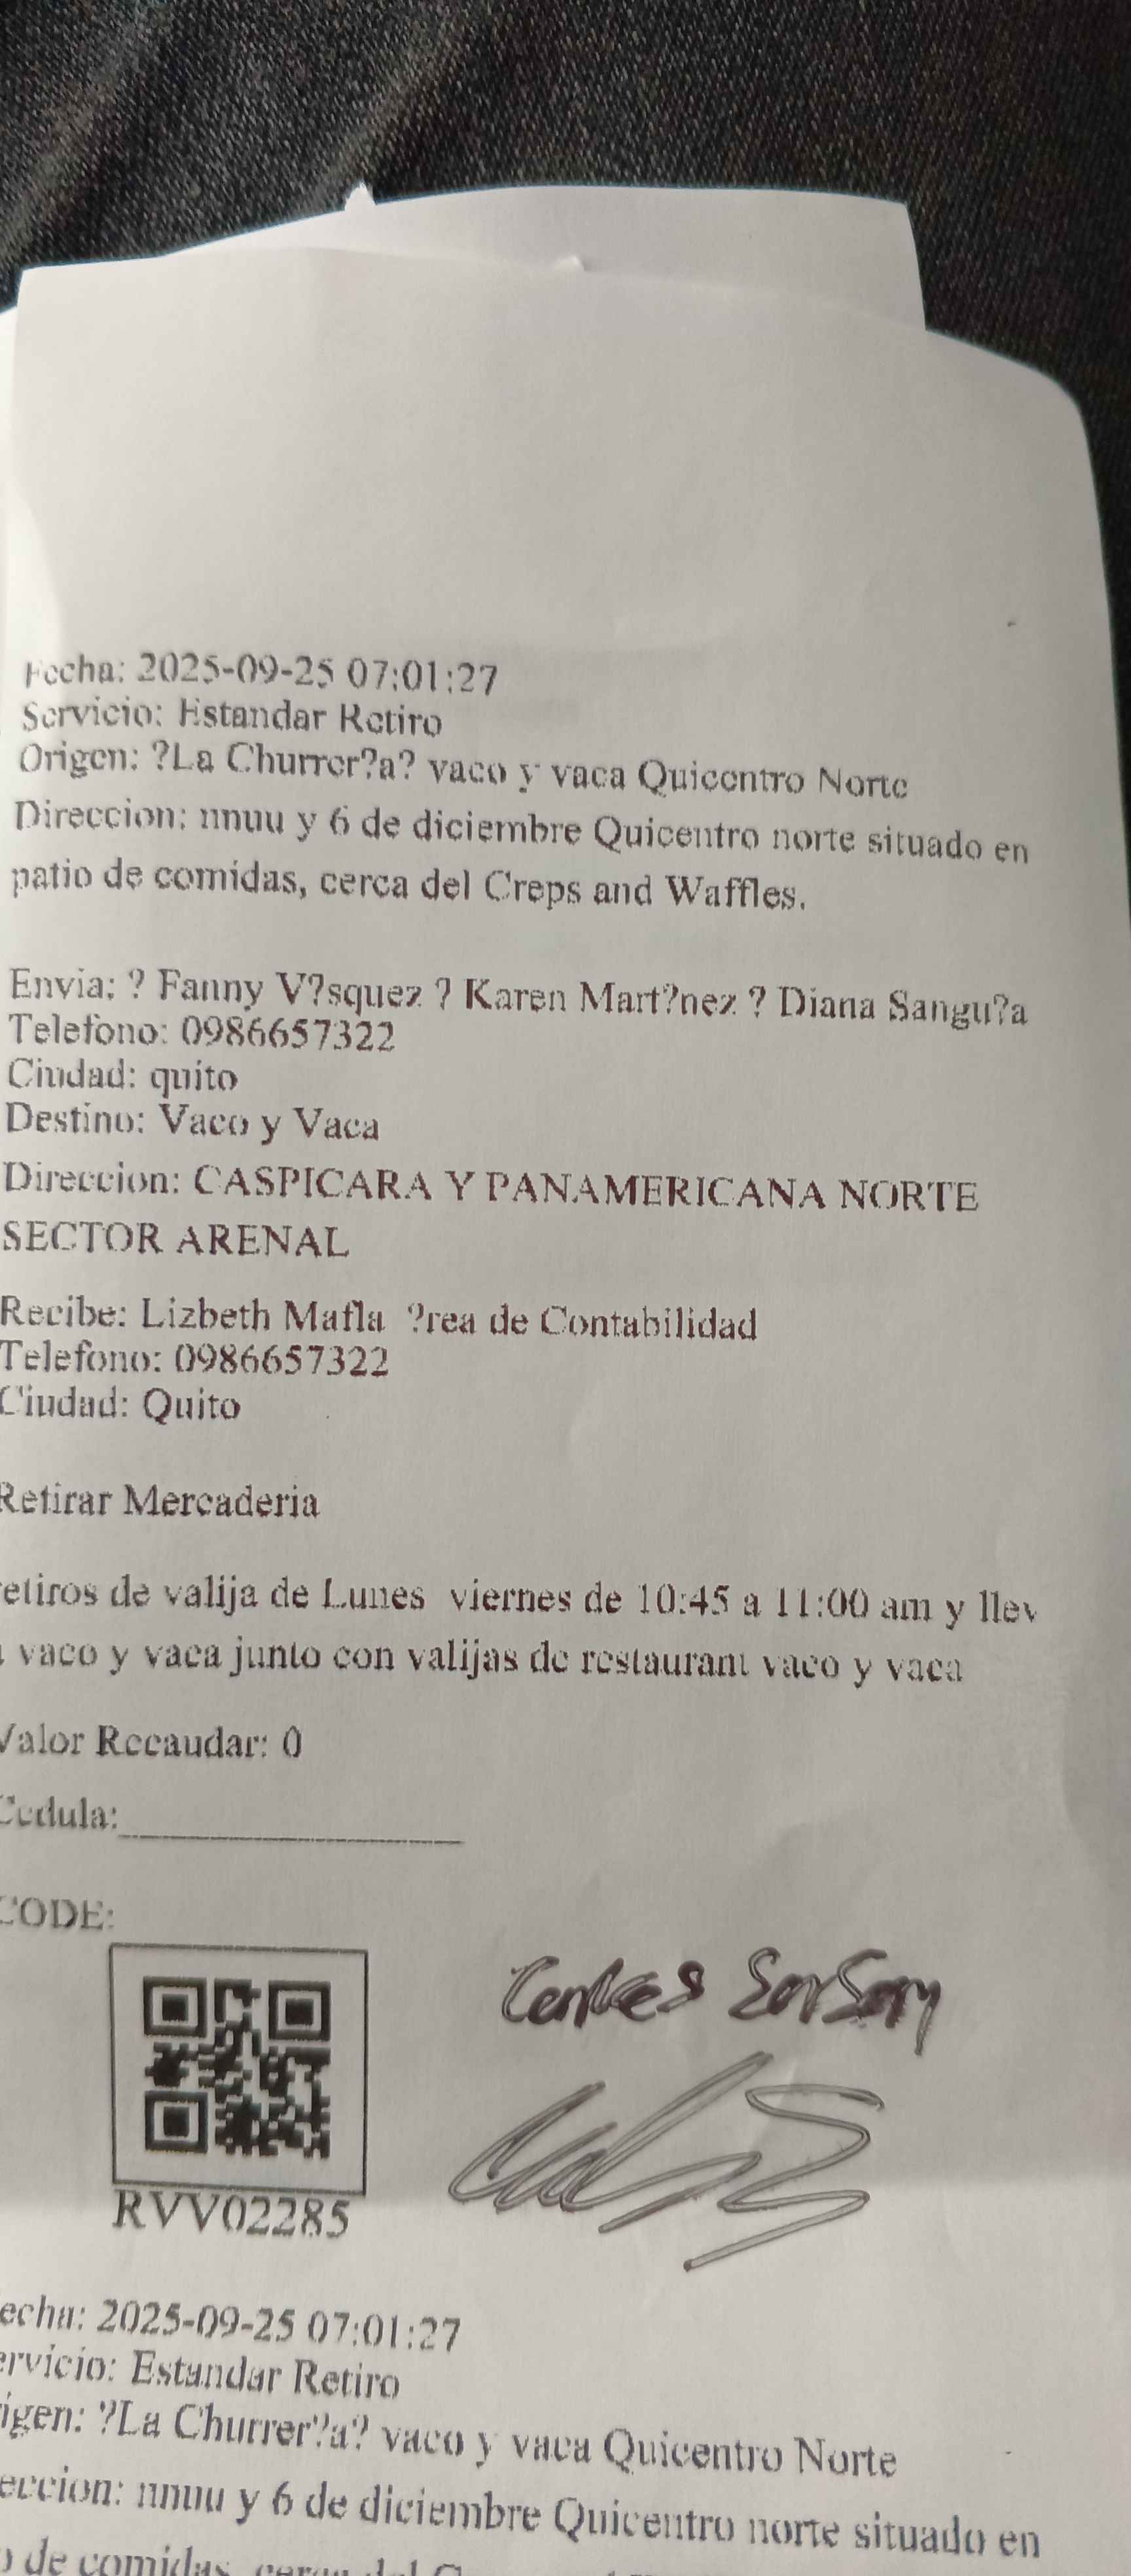 Fecha: 2025-09-25 07:01:27
Servicio: Estandar Retiro
Origen: ?La Churrer?a? vaco y vaca Quicentro Norte
Direccion: nnuu y 6 de diciembre Quicentro norte situado en
patio de comidas, cerca del Creps and Waffles.
Envia: ? Fanny V?squez ? Karen Mart?nez ? Diana Sangu?a
Telefono: 0986657322
Ciudad: quito
Destino: Vaco y Vaca
Direccion: CASPICARA Y PANAMERICANA NORTE
SECTOR ARENAL
Recibe: Lizbeth Mafla ?rea de Contabilidad
Telefono: 0986657322
Ciudad: Quito
Retirar Mercaderia
retiros de valija de Lunes viernes de 10:45 a 11:00 am y llev
a vaco y vaca junto con valijas de restaurant vaco y vaca
Valor Recaudar: 0
Cedula:
CODE:
RVV02285
echa: 2025-09-25 07:01:27
ervicio: Estandar Retiro
igen: ?La Churrer?a? vaco y vaca Quicentro Norte
eccion: nnuu y 6 de diciembre Quicentro norte situado en
de comidas,